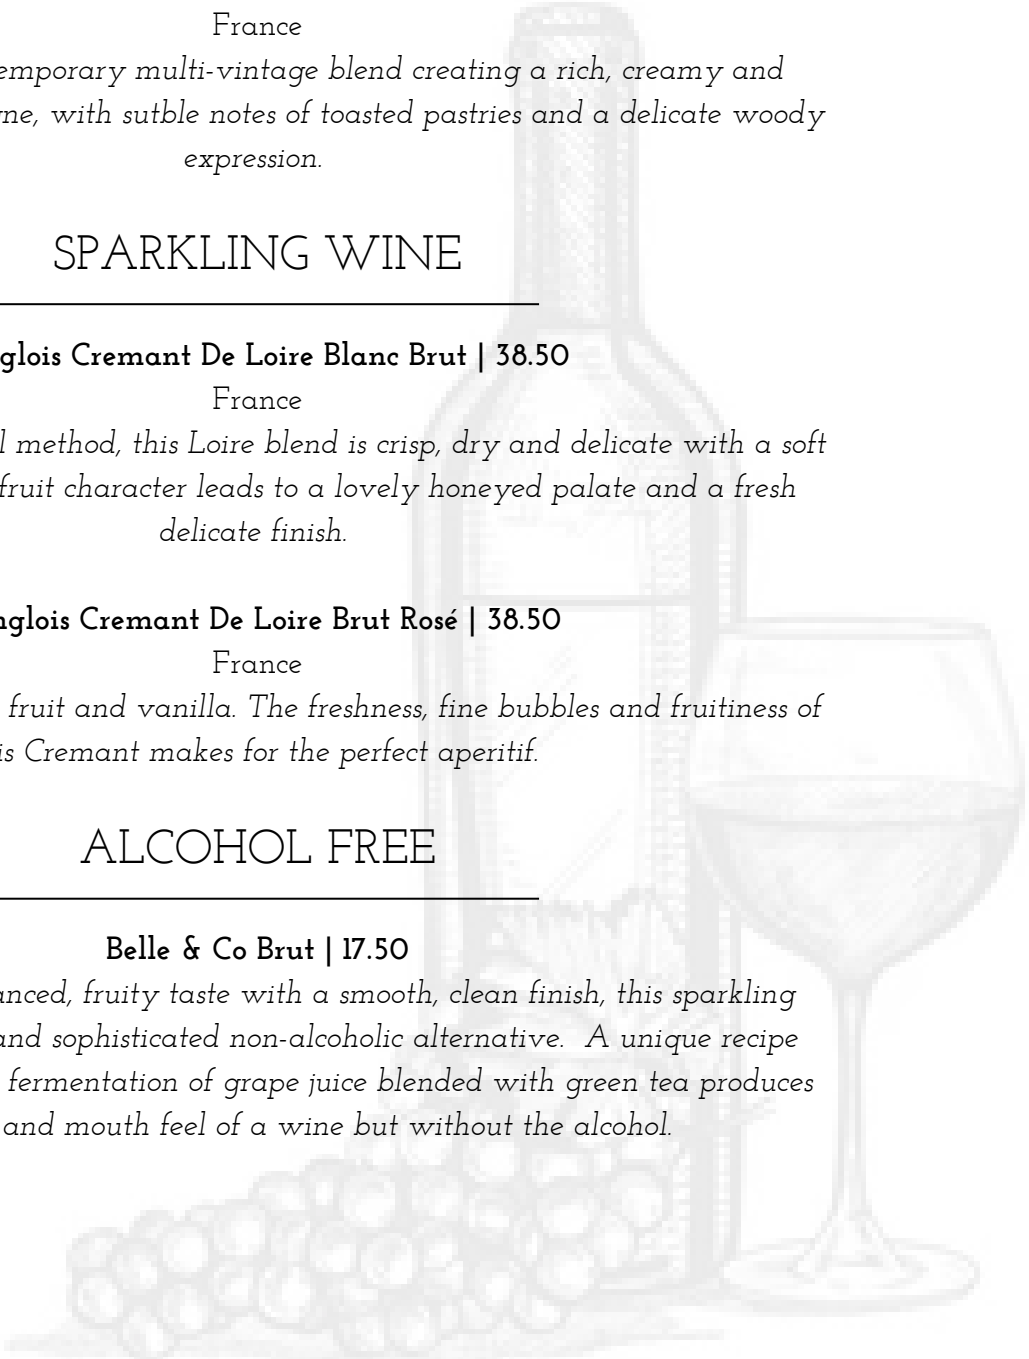 France
emporary multi-vintage blend creating a rich, creamy and
ne, with sutble notes of toasted pastries and a delicate woody
expression.
SPARKLING WINE
glois Cremant De Loire Blanc Brut | 38.50
France
l method, this Loire blend is crisp, dry and delicate with a soft
fruit character leads to a lovely honeyed palate and a fresh
delicate finish.
nglois Cremant De Loire Brut Rosé | 38.50
France
fruit and vanilla. The freshness, fine bubbles and fruitiness of
is Cremant makes for the perfect aperitif.
ALCOHOL FREE
Belle & Co Brut | 17.50
anced, fruity taste with a smooth, clean finish, this sparkling
and sophisticated non-alcoholic alternative. A unique recipe
fermentation of grape juice blended with green tea produces
and mouth feel of a wine but without the alcohol.